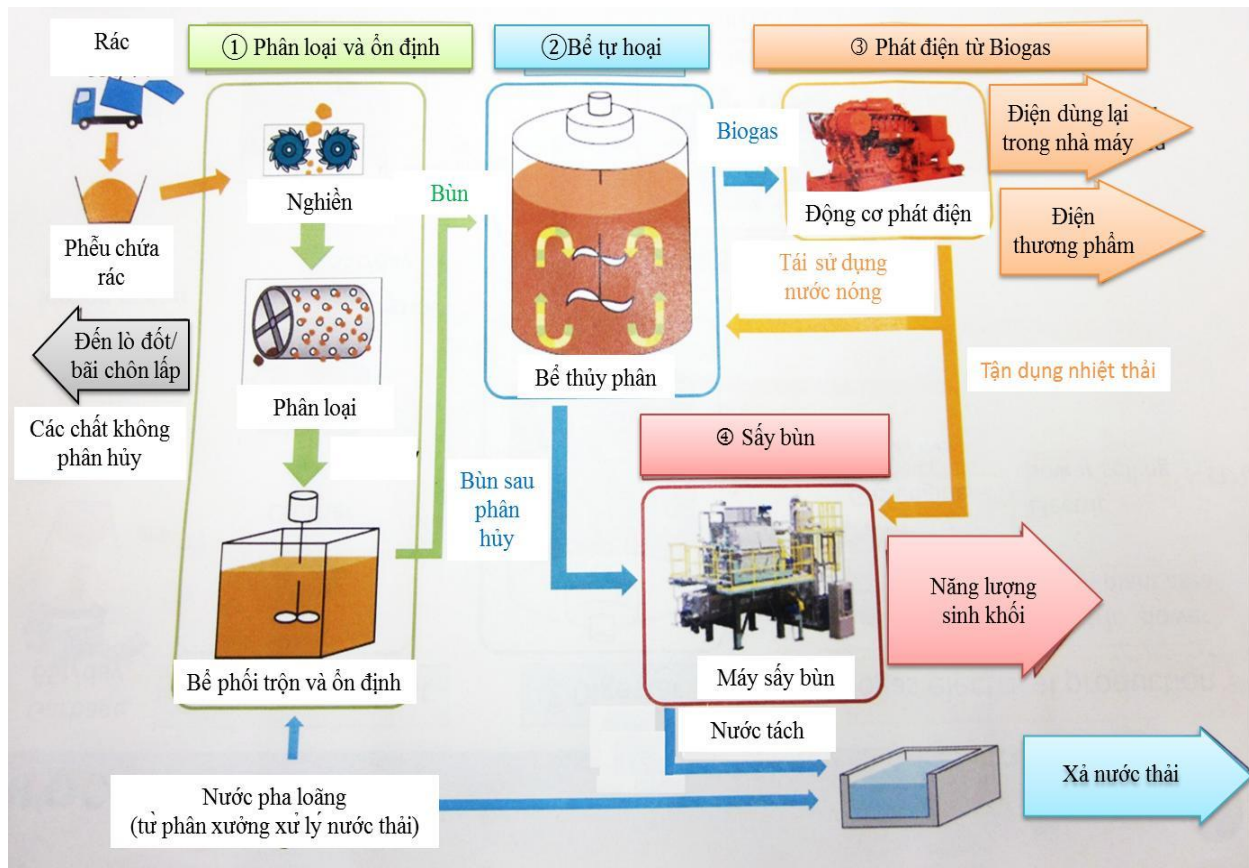 Rác
① Phân loại và ổn định
②Bể tự hoại
③ Phát điện từ Biogas
Nghiền
Phễu chứa
rác
Đến lò đốt/
bãi chôn lấp
Các chất không
phân hủy
Phân loại
Bể phối trộn và ổn định
Nước pha loãng
(từ phân xưởng xử lý nước thải)
Bùn
Bể thủy phân
Bùn sau
phân
hủy
Biogas
Động cơ phát điện
Điện dùng lại
trong nhà máy
Điện
thương phẩm
Tái sử dụng
nước nóng
Tận dụng nhiệt thải
④ Sấy bùn
Máy sấy bùn
Năng lượng
sinh khối
Nước tách
Xả nước thải